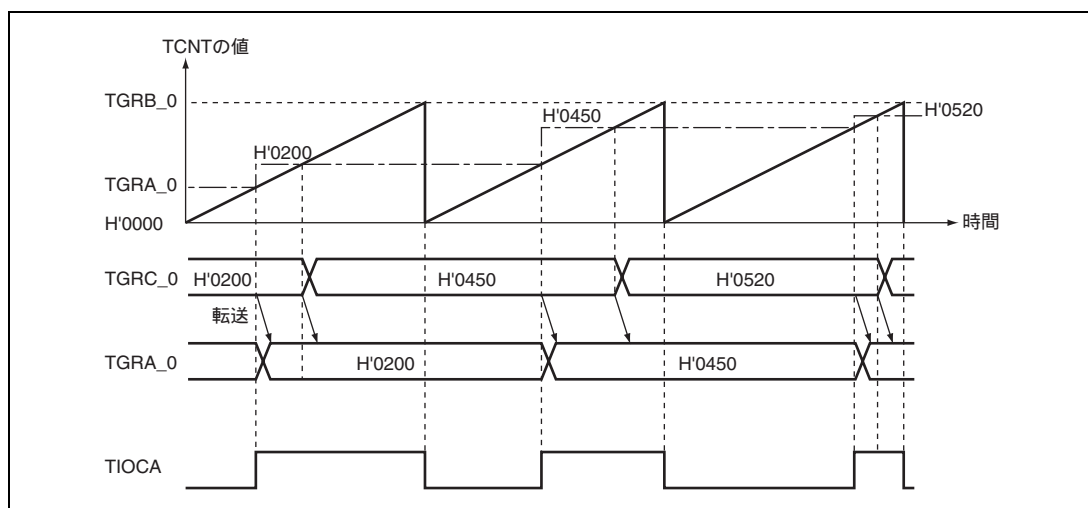 TCNTの値
TGRB_0
H'0520
H'0450
H'0200
TGRA_0
H'0000
時間
TGRC_0
H'0200
H'0450
H'0520
転送
TGRA_0
H'0200
H'0450
TIOCA